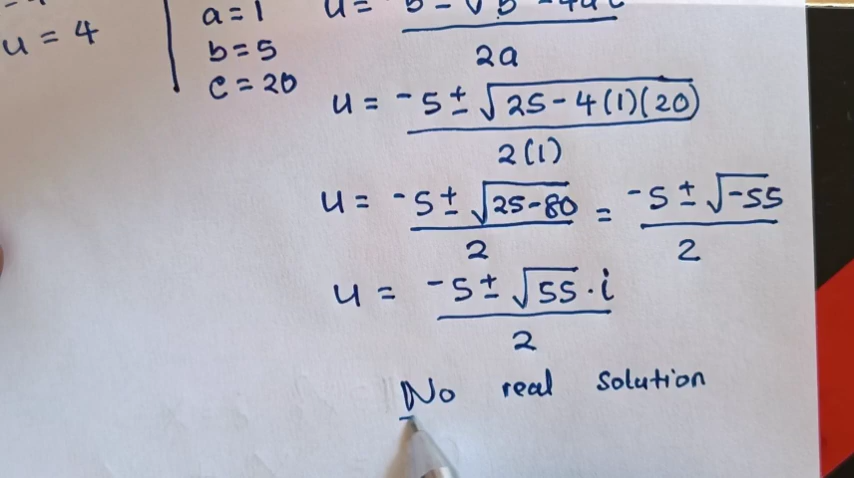 u = 4
a = 1
b = 5
c = 20
2a
u = -5 ± √25 - 4(1)(20)
2(1)
u = -5 ± √25-80 = -5 ± √-55
2 2
u = -5 ± √55 · i
2
No real solution